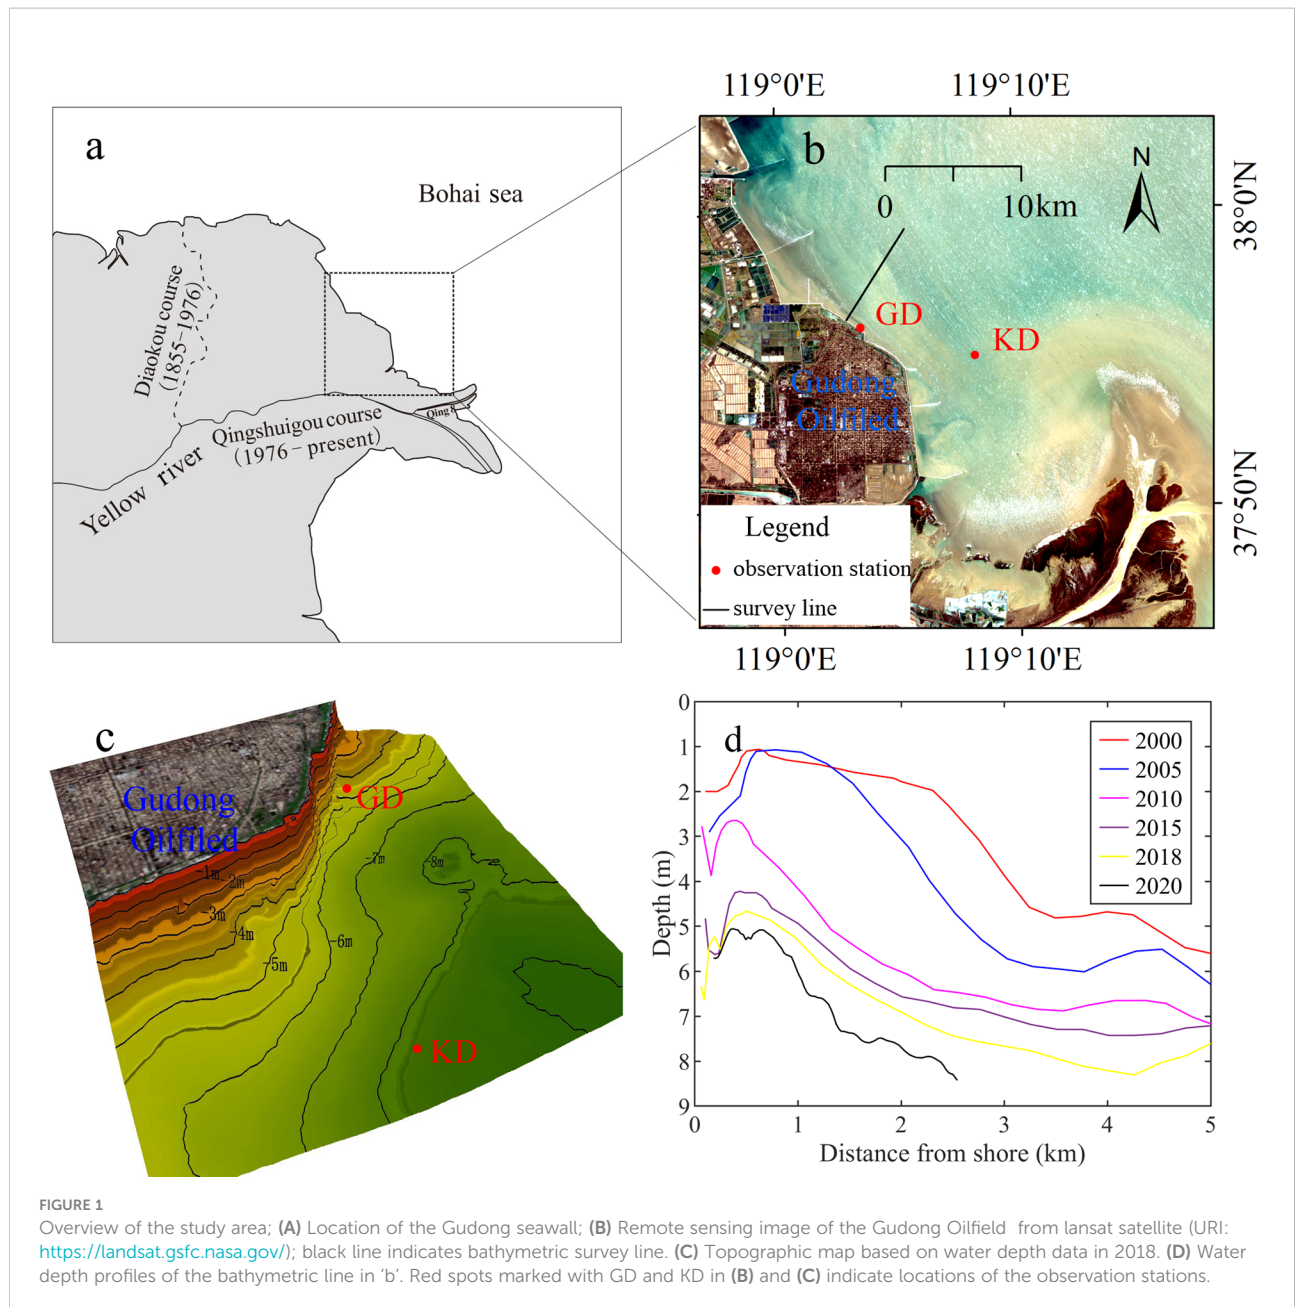 a
Bohai sea
Diaokou course
(1855–1976)
Qingshuigou course
(1976 – present)
Qing 8
Yellow river
119°0'E
119°10'E
b
N
0
10km
38°0'N
GD
KD
Gudong
Oilfiled
37°50'N
Legend
observation station
survey line
119°0'E
119°10'E
c
Gudong
Oilfiled
GD
-1m
-2m
-3m
-4m
-5m
-6m
-7m
-8m
KD
d
0
1
2
3
4
5
6
7
8
9
Depth (m)
2000
2005
2010
2015
2018
2020
0 1 2 3 4 5
Distance from shore (km)
FIGURE 1
Overview of the study area; (A) Location of the Gudong seawall; (B) Remote sensing image of the Gudong Oilfield from lansat satellite (URI:
https://landsat.gsfc.nasa.gov/); black line indicates bathymetric survey line. (C) Topographic map based on water depth data in 2018. (D) Water
depth profiles of the bathymetric line in ‘b’. Red spots marked with GD and KD in (B) and (C) indicate locations of the observation stations.